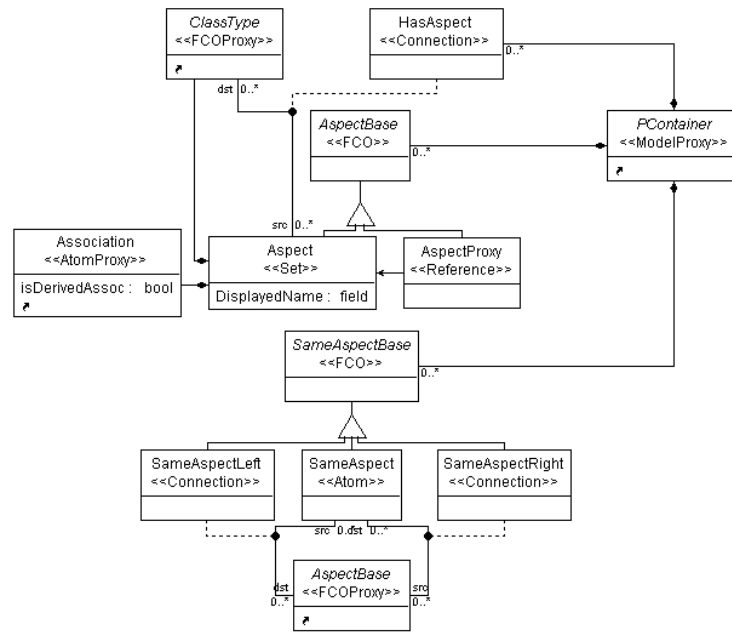 ClassType
<<FCOProxy>>
HasAspect
<<Connection>>
0..*
dst 0..*
AspectBase
<<FCO>>
0..*
PContainer
<<ModelProxy>>
src 0..*
Association
<<AtomProxy>>
isDerivedAssoc : bool
Aspect
<<Set>>
DisplayedName : field
AspectProxy
<<Reference>>
SameAspectBase
<<FCO>>
0..*
SameAspectLeft
<<Connection>>
SameAspect
<<Atom>>
SameAspectRight
<<Connection>>
src 0..dst 0..*
dst
0..*
AspectBase
<<FCOProxy>>
src
0..*